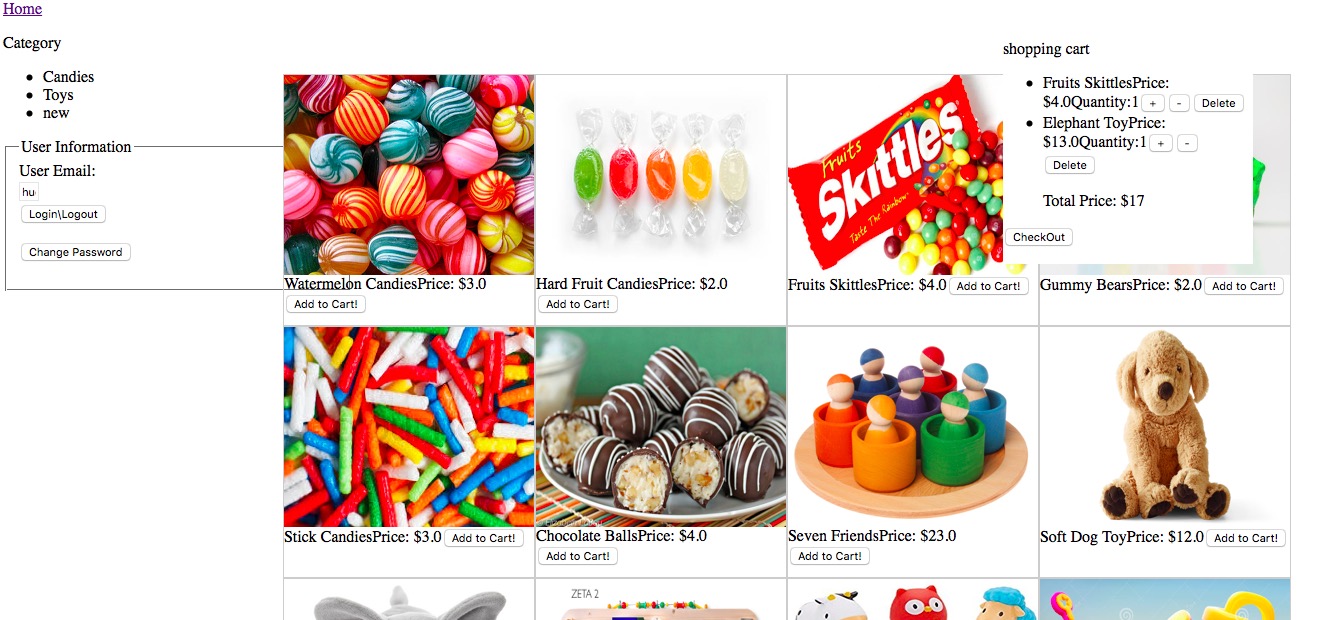 Home
Category
Candies
Toys
new
User Information
User Email:
hu
Login\Logout
Change Password
shopping cart
Fruits SkittlesPrice:
$4.0Quantity:1 + - Delete
Elephant ToyPrice:
$13.0Quantity:1 + -
Delete
Total Price: $17
CheckOut
Fruits
Skittles
Taste The Rainbow
Watermelon CandiesPrice: $3.0
Add to Cart!
Hard Fruit CandiesPrice: $2.0
Add to Cart!
Fruits SkittlesPrice: $4.0 Add to Cart!
Gummy BearsPrice: $2.0 Add to Cart!
Stick CandiesPrice: $3.0 Add to Cart!
Chocolate BallsPrice: $4.0
Add to Cart!
Seven FriendsPrice: $23.0
Add to Cart!
Soft Dog ToyPrice: $12.0 Add to Cart!
ZETA 2